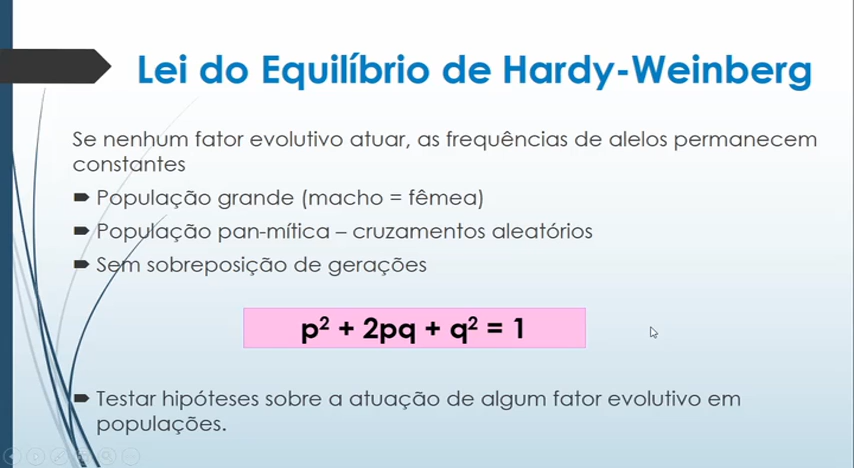 Lei do Equilíbrio de Hardy-Weinberg
Se nenhum fator evolutivo atuar, as frequências de alelos permanecem
constantes
População grande (macho = fêmea)
População pan-mítica – cruzamentos aleatórios
Sem sobreposição de gerações
p² + 2pq + q² = 1
Testar hipóteses sobre a atuação de algum fator evolutivo em
populações.